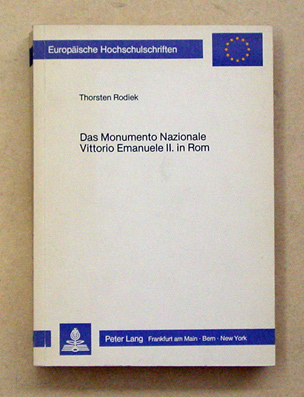 Europäische Hochschulschriften
Thorsten Rodiek
Das Monumento Nazionale
Vittorio Emanuele II. in Rom
Peter Lang Frankfurt am Main · Bern · New York